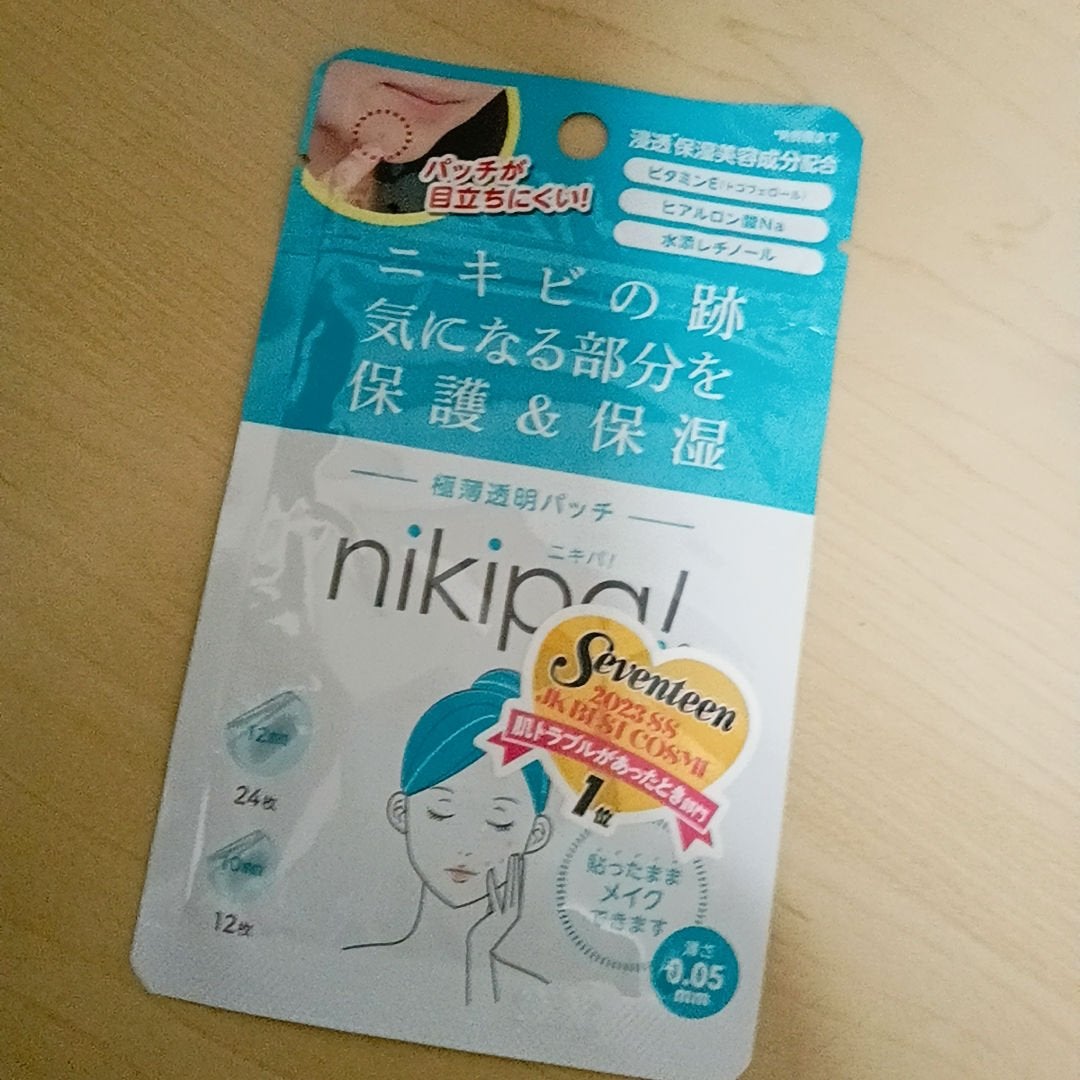 パッチが
目立ちにくい!
*角質層まで
浸透*保湿美容成分配合
ビタミンE(トコフェロール)
ヒアルロン酸Na
水添レチノール
ニキビの跡
気になる部分を
保護&保湿
極薄透明パッチ
ニキパ!
nikipa!
Seventeen
2023 SS
JK BEST COSME
肌トラブルがあったとき部門
1位
12mm
24枚
10mm
12枚
貼ったまま
メイク
できます
薄さ
0.05
mm